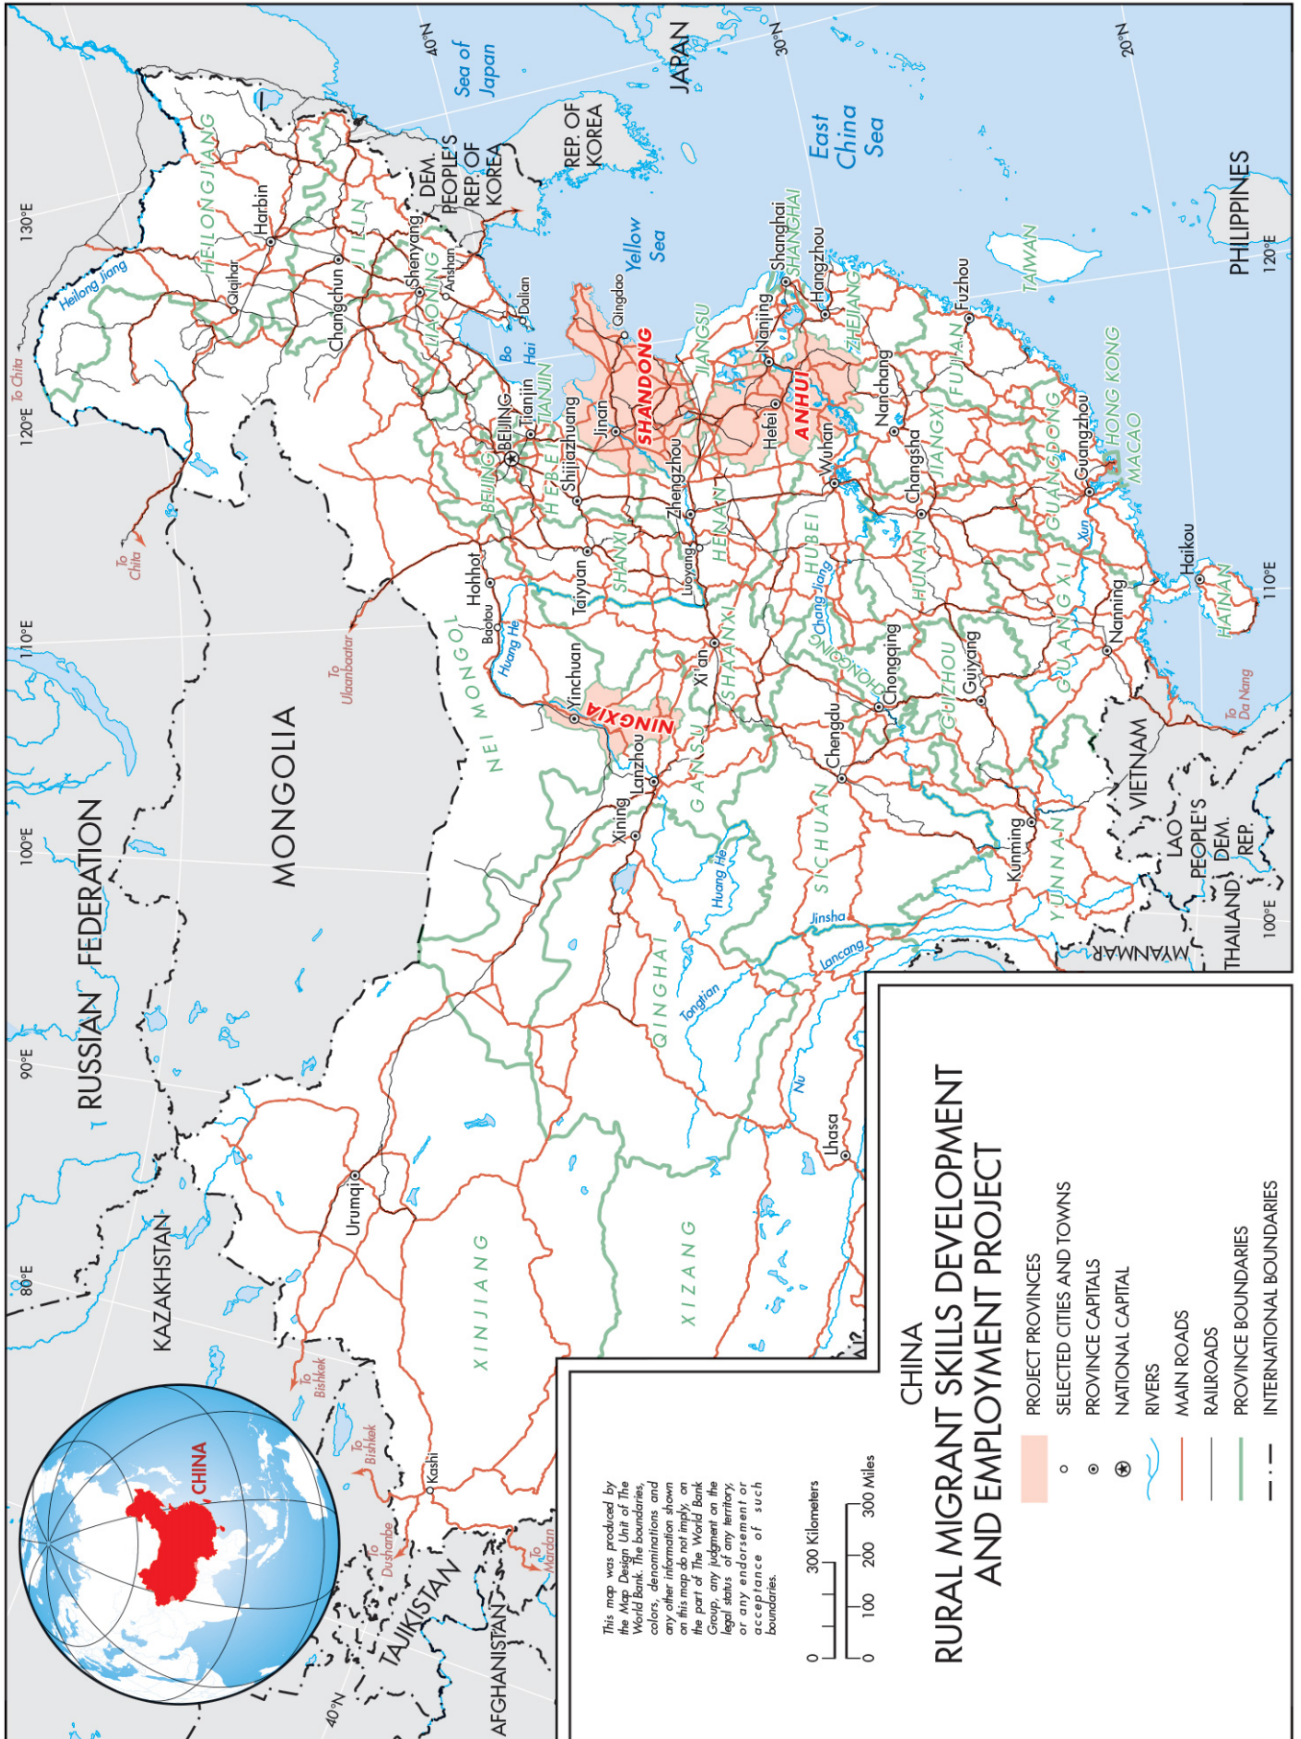 RUSSIAN FEDERATION
MONGOLIA
KAZAKHSTAN
TAJIKISTAN
AFGHANISTAN
CHINA
80°E
90°E
100°E
110°E
120°E
130°E
To Chita
To
Chita
To
Ulaanbaatar
To
Bishkek
To
Bishkek
To
Dushanbe
To
Mardan
40°N
40°N
30°N
20°N
Sea of
Japan
JAPAN
DEM.
PEOPLE'S
REP. OF
KOREA
REP. OF
KOREA
Yellow
Sea
East
China
Sea
Bo
Hai
PHILIPPINES
TAIWAN
120°E
110°E
100°E
Heilong Jiang
HEILONGJIANG
Qiqihar
Harbin
JILIN
Changchun
LIAONING
Shenyang
Anshan
Dalian
NEI MONGOL
Hohhot
Baotou
Huang He
BEIJING
BEIJING
TIANJIN
Tianjin
HEBEI
Shijiazhuang
SHANXI
Taiyuan
SHANDONG
Jinan
Qingdao
NINGXIA
Yinchuan
Lanzhou
GANSU
Xining
QINGHAI
Huang He
Tongtian
Jinsha
Lancang
Nu
XINJIANG
Urumqi
Kashi
XIZANG
Lhasa
SHAANXI
Xi'an
HENAN
Luoyang
Zhengzhou
JIANGSU
Nanjing
SHANGHAI
Shanghai
ANHUI
Hefei
ZHEJIANG
Hangzhou
HUBEI
Wuhan
Chang Jiang
CHONGQING
Chongqing
SICHUAN
Chengdu
HUNAN
Changsha
JIANGXI
Nanchang
FUJIAN
Fuzhou
GUIZHOU
Guiyang
YUNNAN
Kunming
GUANGXI
Nanning
Xun
GUANGDONG
Guangzhou
HONG KONG
MACAO
HAINAN
Haikou
To
Da Nang
VIETNAM
LAO
PEOPLE'S
DEM.
REP.
THAILAND
MYANMAR
This map was produced by
the Map Design Unit of The
World Bank. The boundaries,
colors, denominations and
any other information shown
on this map do not imply, on
the part of The World Bank
Group, any judgment on the
legal status of any territory,
or any endorsement or
acceptance of such
boundaries.
0 300 Kilometers
0 100 200 300 Miles
CHINA
RURAL MIGRANT SKILLS DEVELOPMENT
AND EMPLOYMENT PROJECT
PROJECT PROVINCES
SELECTED CITIES AND TOWNS
PROVINCE CAPITALS
NATIONAL CAPITAL
RIVERS
MAIN ROADS
RAILROADS
PROVINCE BOUNDARIES
INTERNATIONAL BOUNDARIES